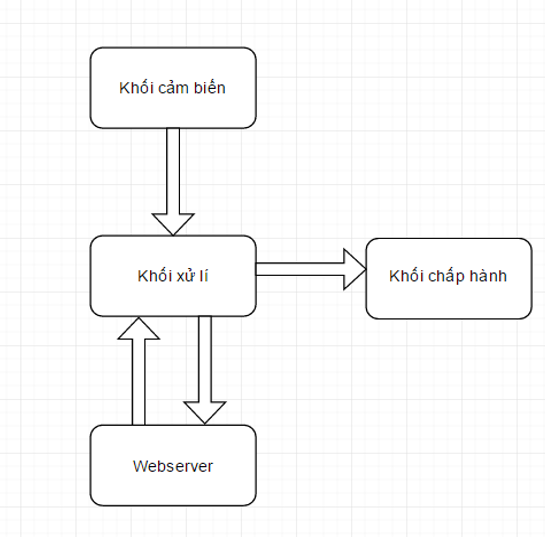 Khối cảm biến
Khối xử lí
Khối chấp hành
Webserver